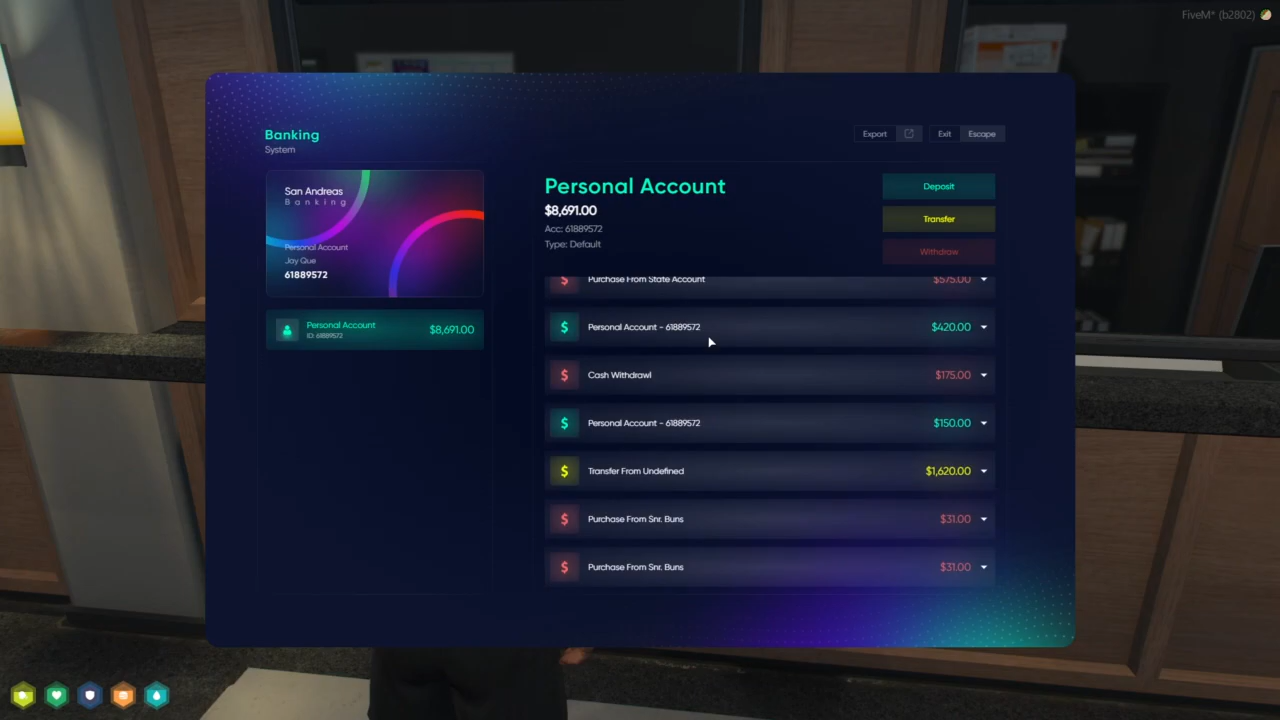 FiveM* (b2802)
Banking
System
Export
Exit Escape
San Andreas
Banking
Personal Account
Jay Que
61889572
Personal Account
ID: 61889572
$8,691.00
Personal Account
$8,691.00
Acc: 61889572
Type: Default
Deposit
Transfer
Withdraw
Purchase From State Account $575.00
Personal Account - 61889572 $420.00
Cash Withdrawl $175.00
Personal Account - 61889572 $150.00
Transfer From Undefined $1,620.00
Purchase From Snr. Buns $31.00
Purchase From Snr. Buns $31.00